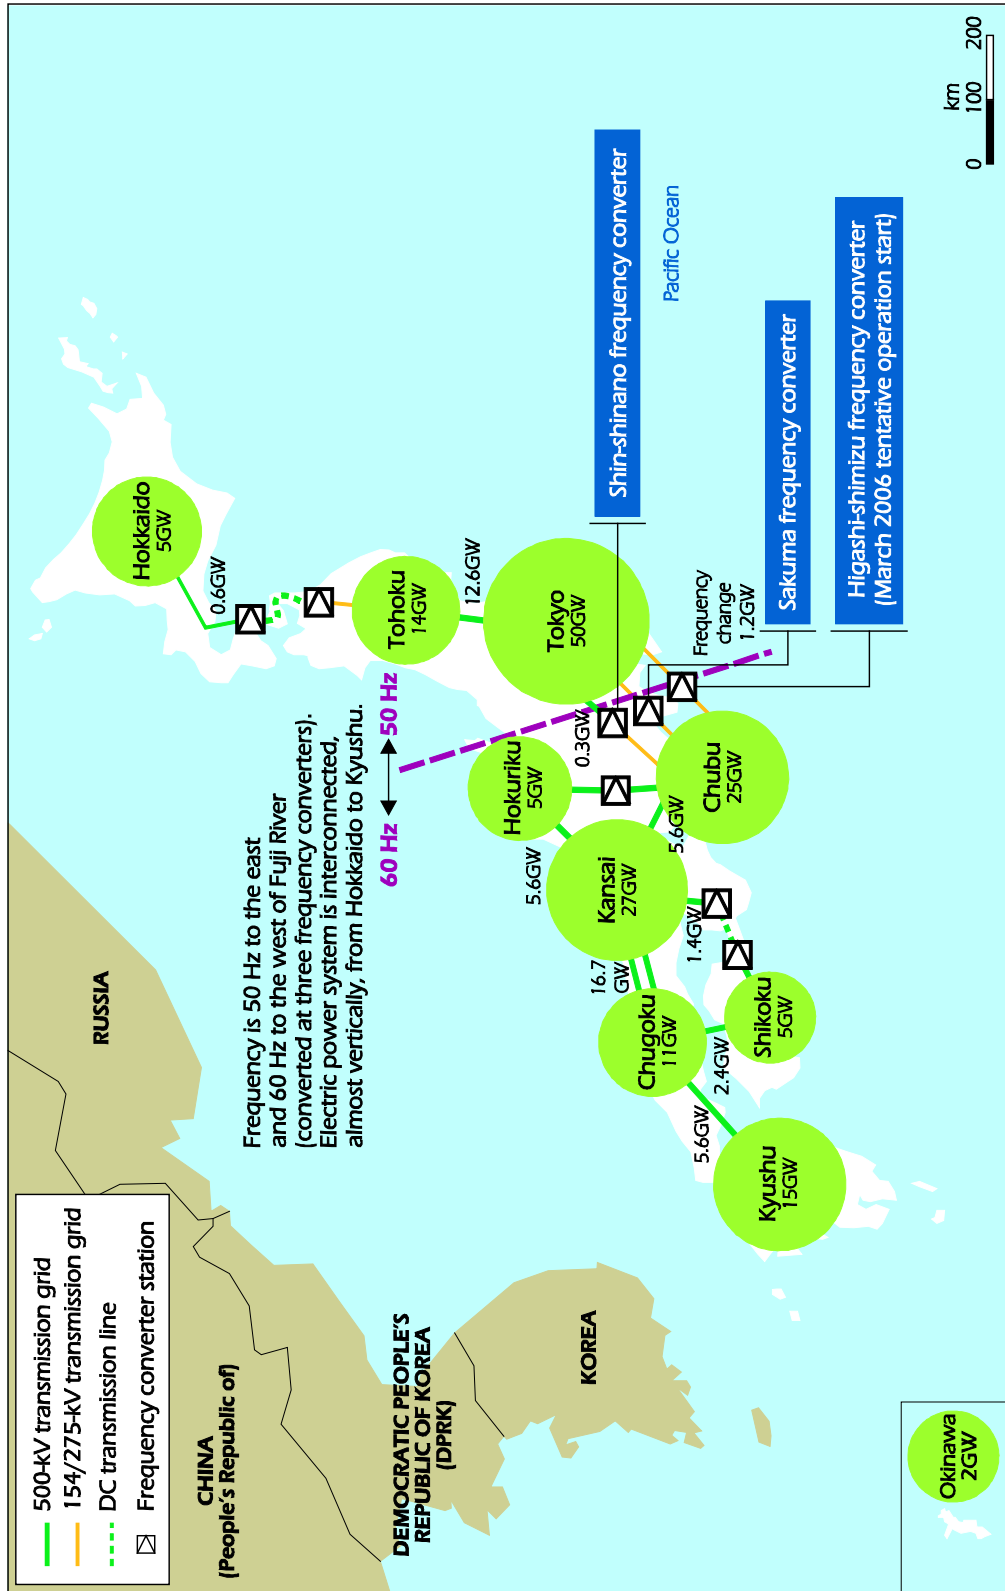 500-kV transmission grid
154/275-kV transmission grid
DC transmission line
Frequency converter station
RUSSIA
CHINA
(People's Republic of)
DEMOCRATIC PEOPLE'S
REPUBLIC OF KOREA
(DPRK)
KOREA
Frequency is 50 Hz to the east
and 60 Hz to the west of Fuji River
(converted at three frequency converters).
Electric power system is interconnected,
almost vertically, from Hokkaido to Kyushu.
60 Hz
50 Hz
Hokkaido
5GW
0.6GW
Tohoku
14GW
12.6GW
Tokyo
50GW
0.3GW
Hokuriku
5GW
5.6GW
Kansai
27GW
5.6GW
Chubu
25GW
Frequency
change
1.2GW
16.7
GW
1.4GW
Chugoku
11GW
2.4GW
Shikoku
5GW
5.6GW
Kyushu
15GW
Okinawa
2GW
Shin-shinano frequency converter
Pacific Ocean
Sakuma frequency converter
Higashi-shimizu frequency converter
(March 2006 tentative operation start)
km
0 100 200